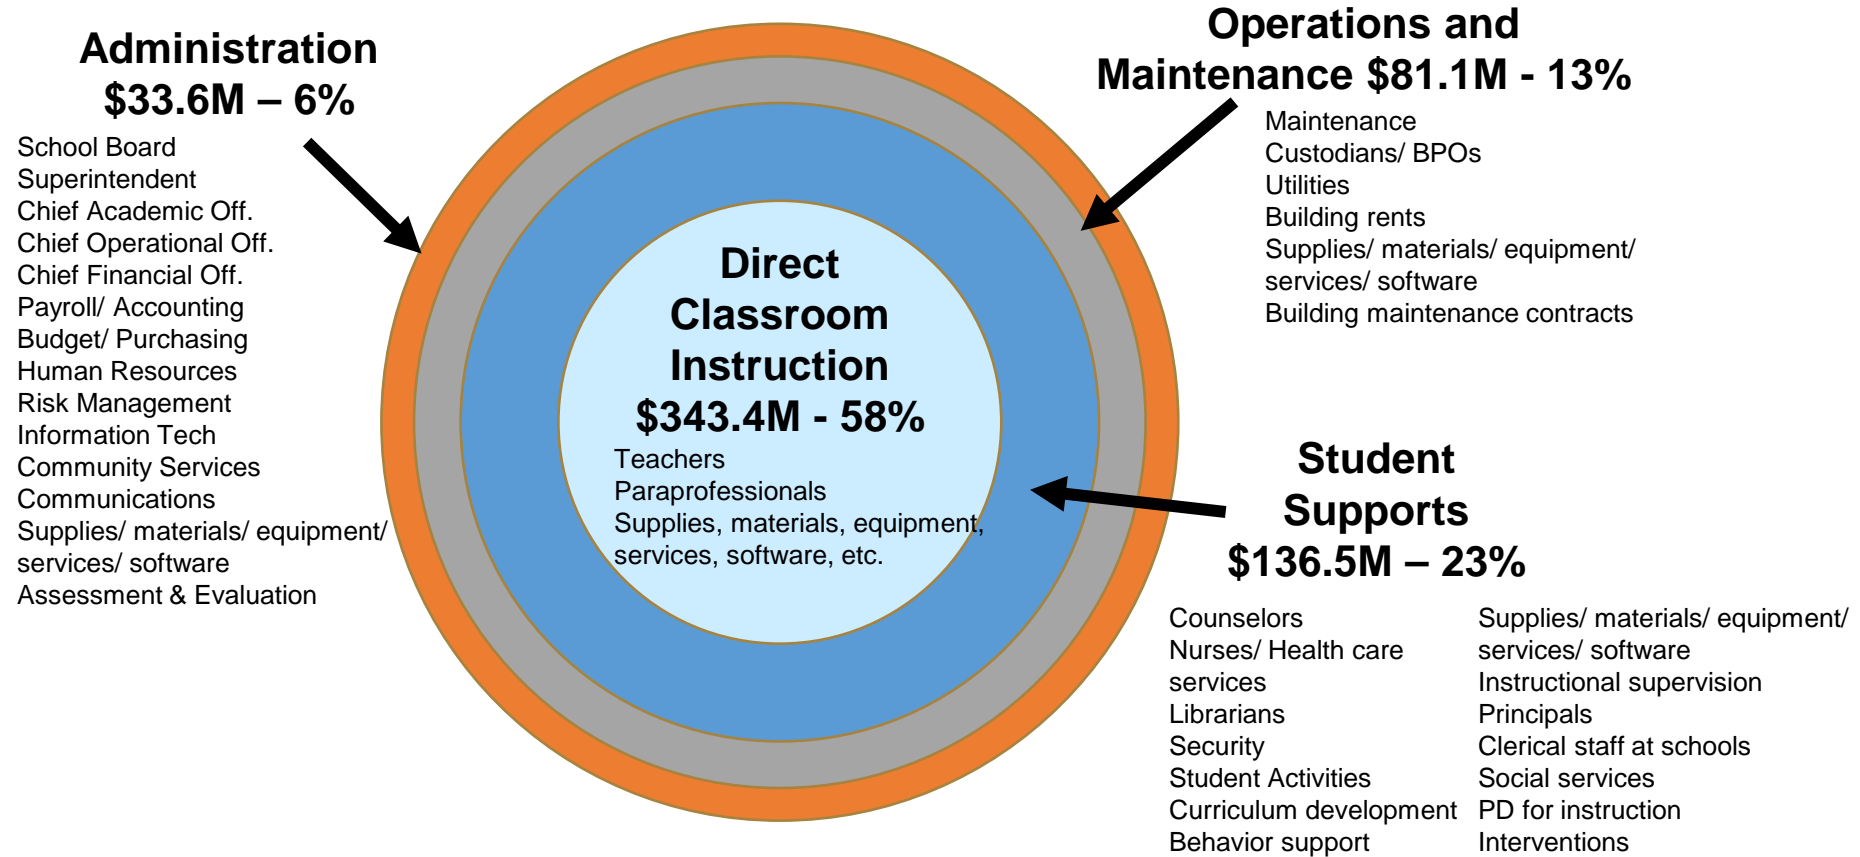 Administration
$33.6M – 6%
School Board
Superintendent
Chief Academic Off.
Chief Operational Off.
Chief Financial Off.
Payroll/ Accounting
Budget/ Purchasing
Human Resources
Risk Management
Information Tech
Community Services
Communications
Supplies/ materials/ equipment/
services/ software
Assessment & Evaluation
Direct
Classroom
Instruction
$343.4M - 58%
Teachers
Paraprofessionals
Supplies, materials, equipment,
services, software, etc.
Operations and
Maintenance $81.1M - 13%
Maintenance
Custodians/ BPOs
Utilities
Building rents
Supplies/ materials/ equipment/
services/ software
Building maintenance contracts
Student
Supports
$136.5M – 23%
Counselors
Nurses/ Health care
services
Librarians
Security
Student Activities
Curriculum development
Behavior support
Supplies/ materials/ equipment/
services/ software
Instructional supervision
Principals
Clerical staff at schools
Social services
PD for instruction
Interventions